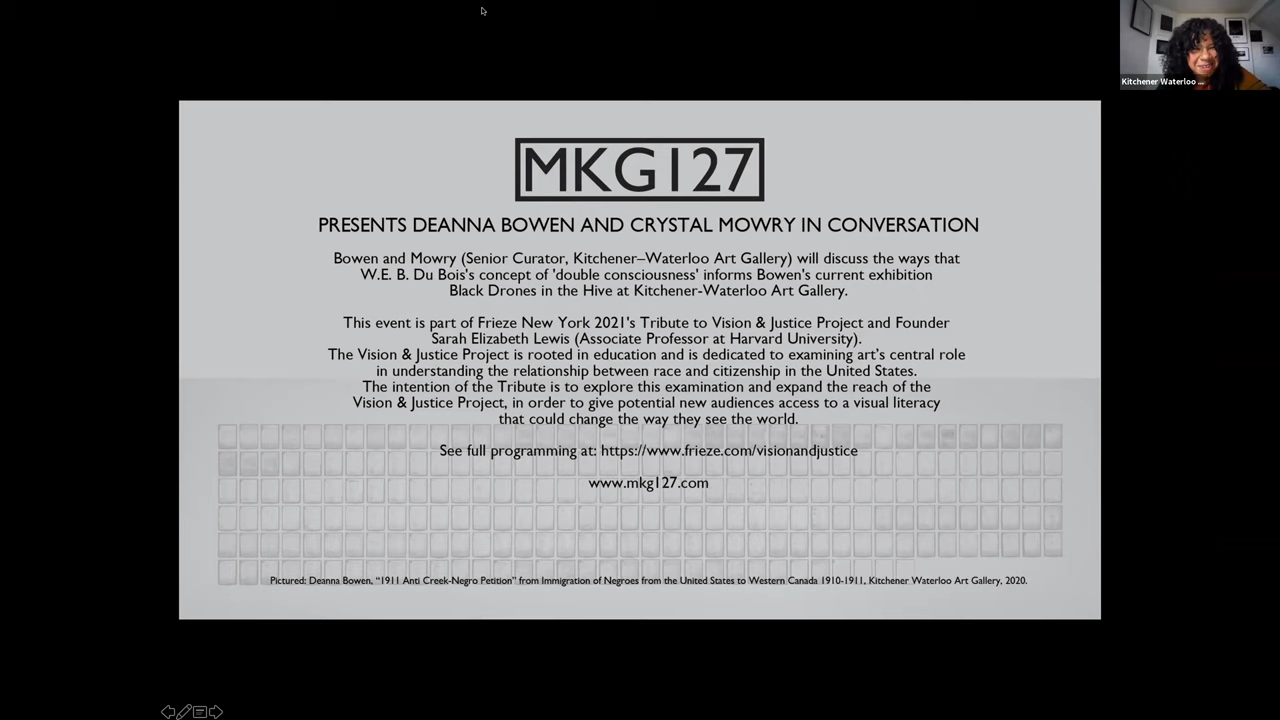 Kitchener Waterloo ...
MKG127
PRESENTS DEANNA BOWEN AND CRYSTAL MOWRY IN CONVERSATION
Bowen and Mowry (Senior Curator, Kitchener–Waterloo Art Gallery) will discuss the ways that
W.E. B. Du Bois's concept of 'double consciousness' informs Bowen's current exhibition
Black Drones in the Hive at Kitchener-Waterloo Art Gallery.
This event is part of Frieze New York 2021's Tribute to Vision & Justice Project and Founder
Sarah Elizabeth Lewis (Associate Professor at Harvard University).
The Vision & Justice Project is rooted in education and is dedicated to examining art's central role
in understanding the relationship between race and citizenship in the United States.
The intention of the Tribute is to explore this examination and expand the reach of the
Vision & Justice Project, in order to give potential new audiences access to a visual literacy
that could change the way they see the world.
See full programming at: https://www.frieze.com/visionandjustice
www.mkg127.com
Pictured: Deanna Bowen, “1911 Anti Creek-Negro Petition” from Immigration of Negroes from the United States to Western Canada 1910-1911, Kitchener Waterloo Art Gallery, 2020.